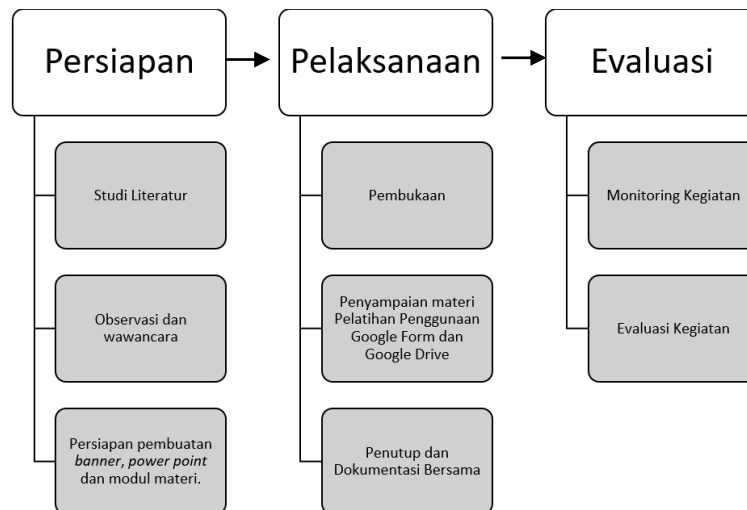 Persiapan
Studi Literatur
Observasi dan
wawancara
Persiapan pembuatan
banner, power point
dan modul materi.
Pelaksanaan
Pembukaan
Penyampaian materi
Pelatihan Penggunaan
Google Form dan
Google Drive
Penutup dan
Dokumentasi Bersama
Evaluasi
Monitoring Kegiatan
Evaluasi Kegiatan